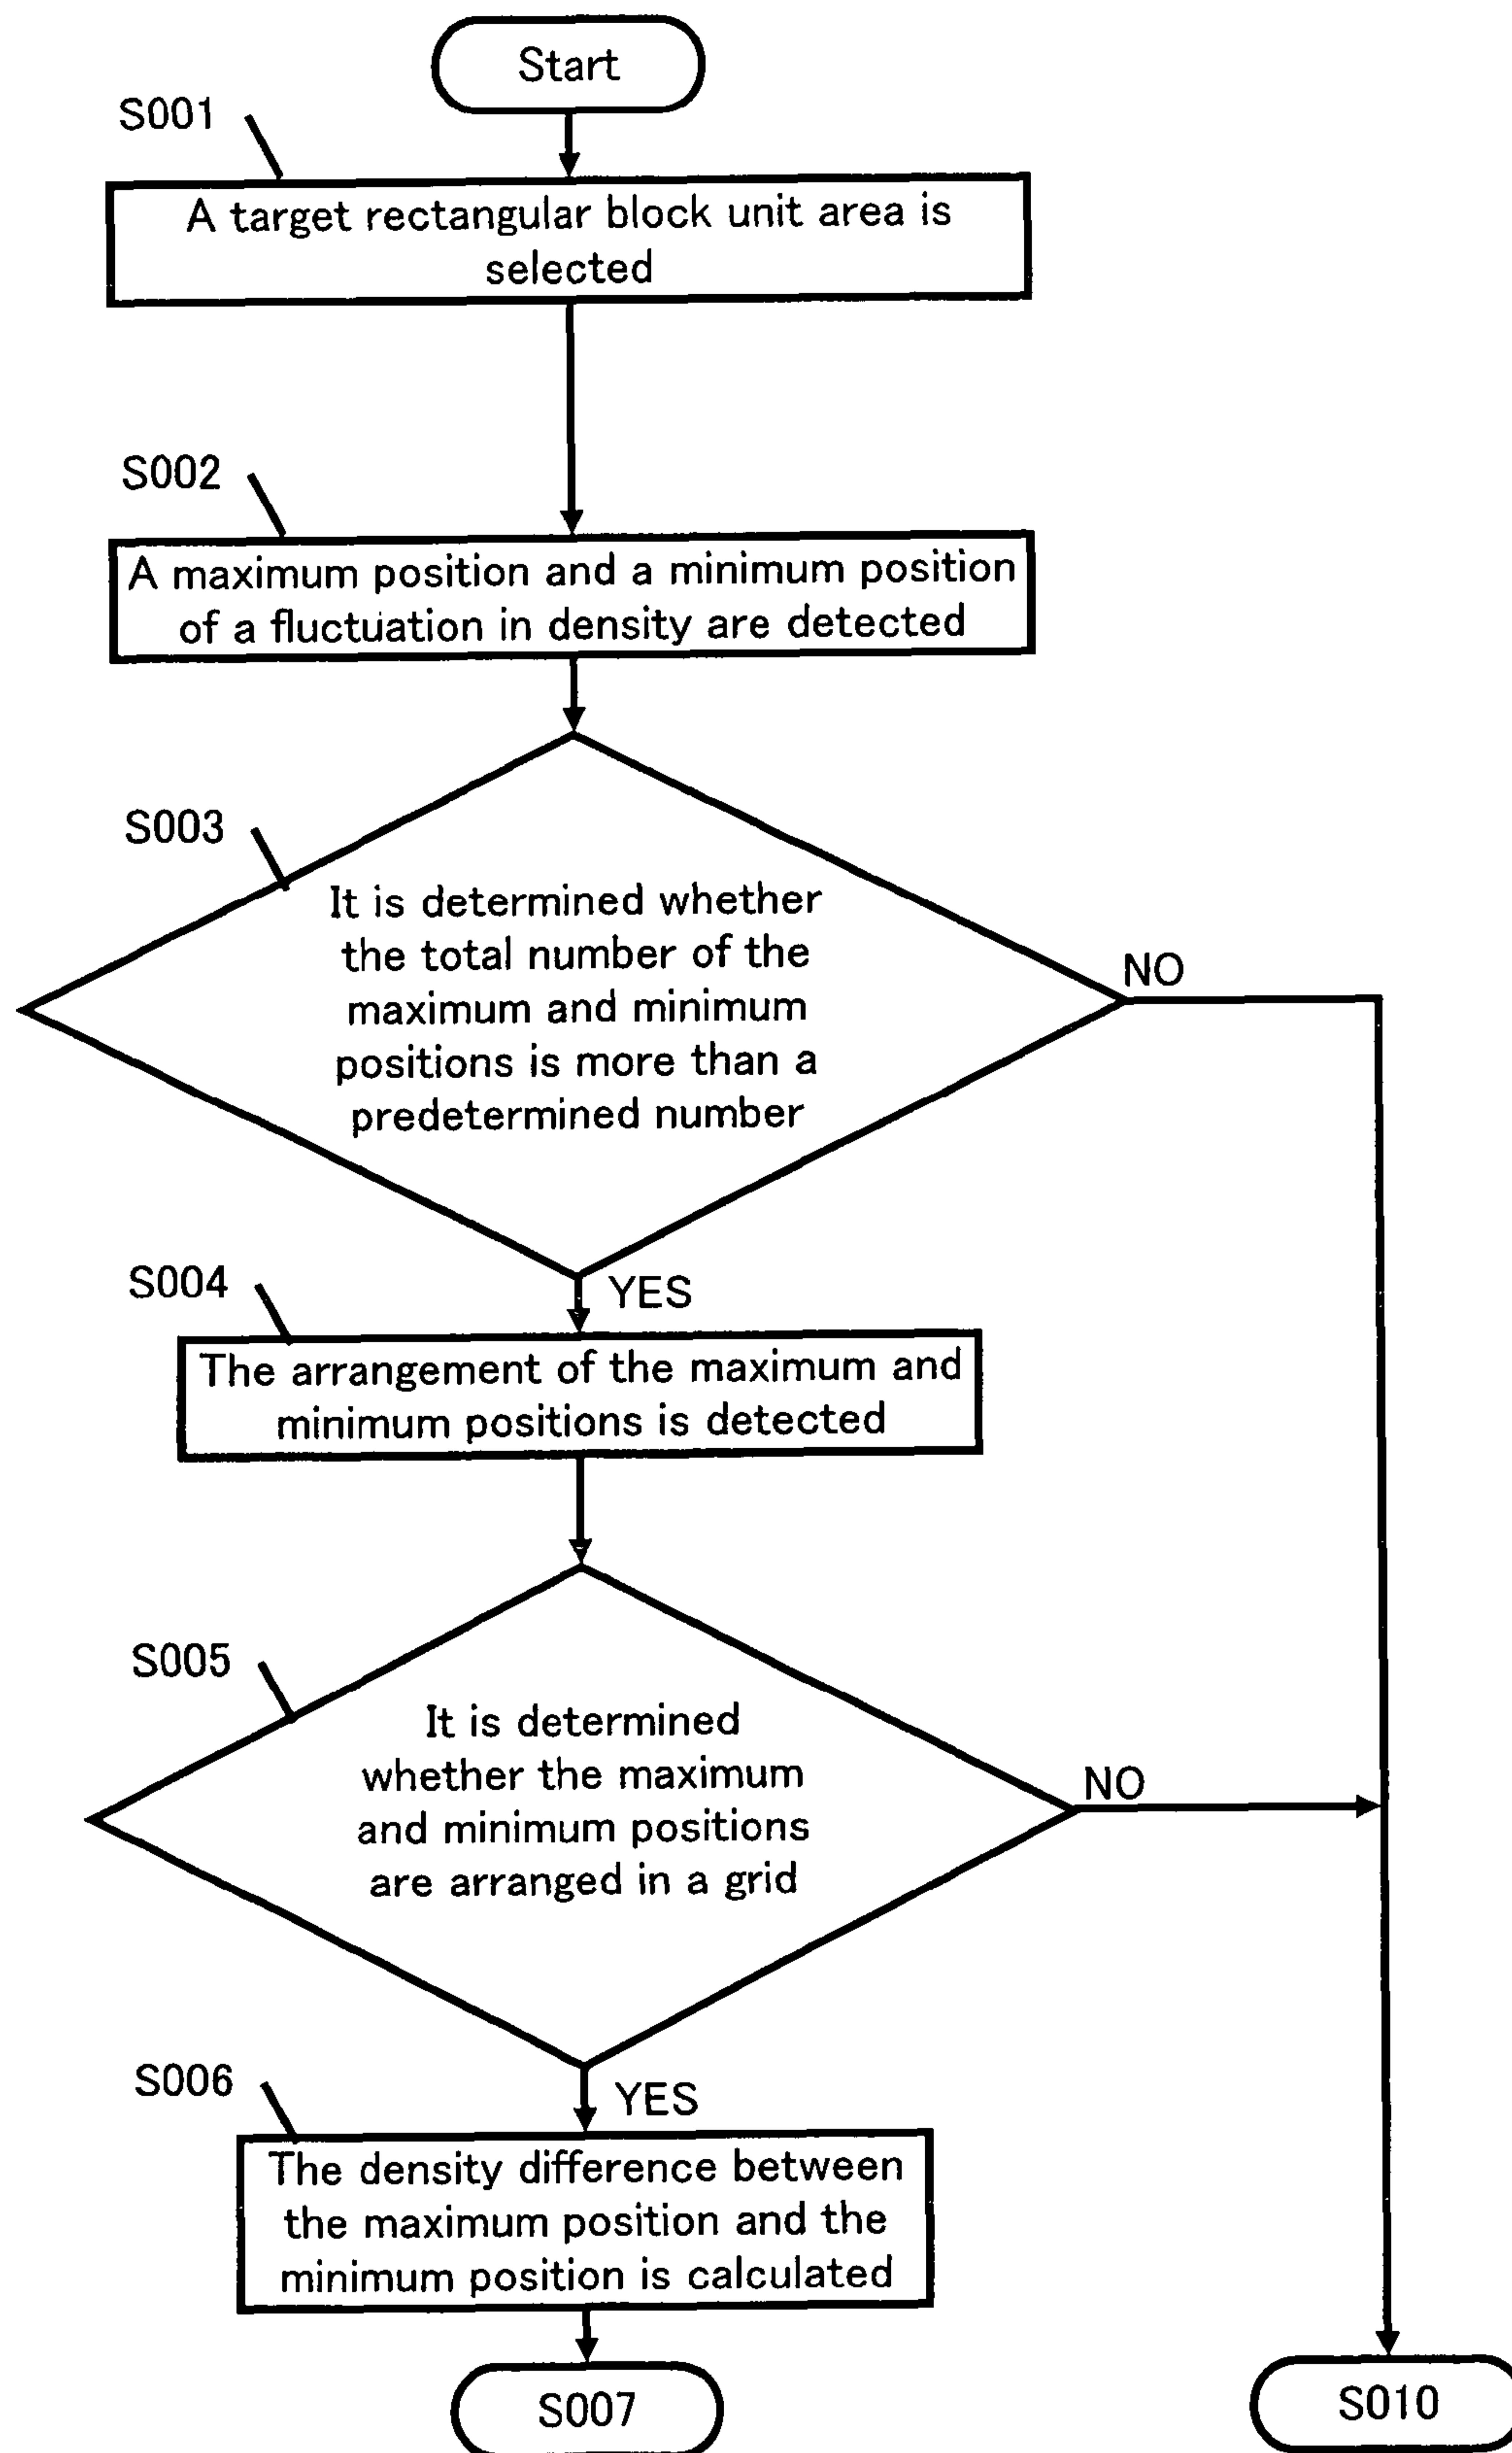 Start
S001
A target rectangular block unit area is
selected
S002
A maximum position and a minimum position
of a fluctuation in density are detected
S003
It is determined whether
the total number of the
maximum and minimum
positions is more than a
predetermined number
NO
YES
S004
The arrangement of the maximum and
minimum positions is detected
S005
It is determined
whether the maximum
and minimum positions
are arranged in a grid
NO
YES
S006
The density difference between
the maximum position and the
minimum position is calculated
S007
S010